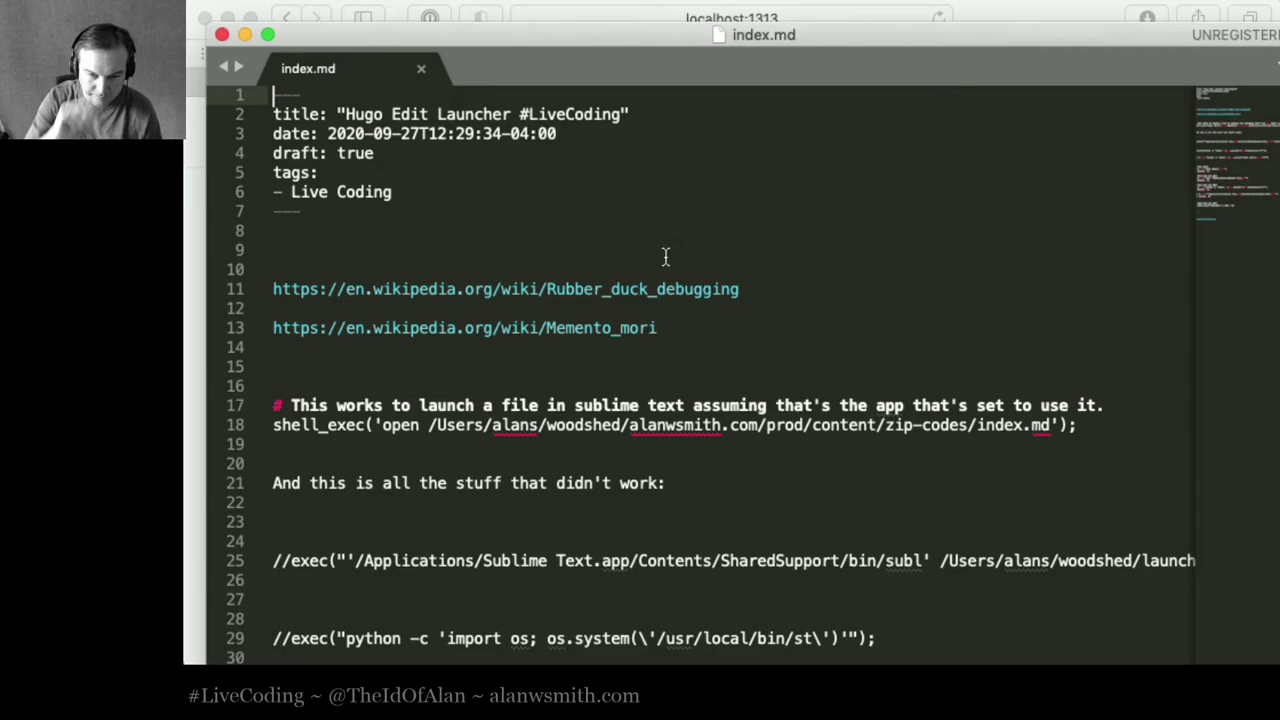 localhost:1313
index.md
UNREGISTER
index.md
1 ---
2 title: "Hugo Edit Launcher #LiveCoding"
3 date: 2020-09-27T12:29:34-04:00
4 draft: true
5 tags:
6 - Live Coding
7 ---
8
9
10
11 https://en.wikipedia.org/wiki/Rubber_duck_debugging
12
13 https://en.wikipedia.org/wiki/Memento_mori
14
15
16
17 # This works to launch a file in sublime text assuming that's the app that's set to use it.
18 shell_exec('open /Users/alans/woodshed/alanwsmith.com/prod/content/zip-codes/index.md');
19
20
21 And this is all the stuff that didn't work:
22
23
24
25 //exec("'/Applications/Sublime Text.app/Contents/SharedSupport/bin/subl' /Users/alans/woodshed/launch
26
27
28
29 //exec("python -c 'import os; os.system(\'/usr/local/bin/st\')'");
30
#LiveCoding ~ @TheIdOfAlan ~ alanwsmith.com